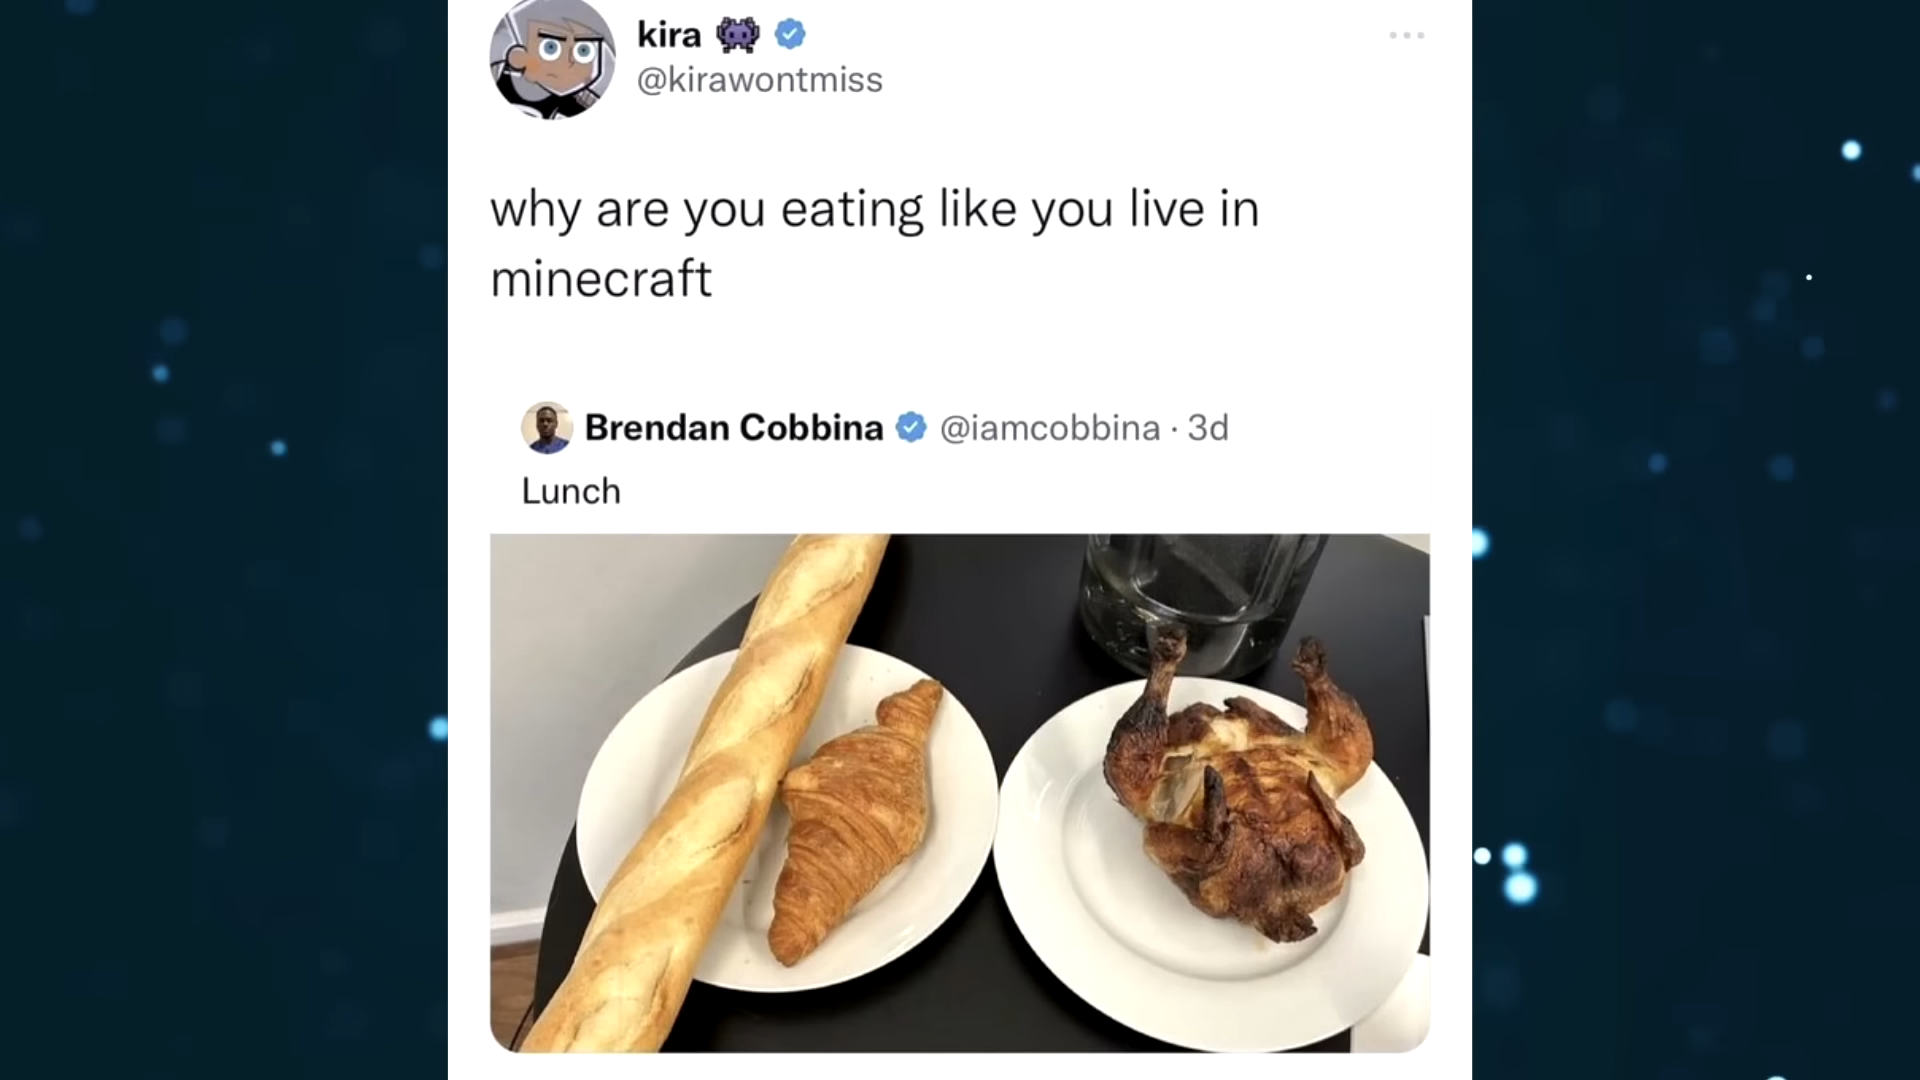 kira 👾
@kirawontmiss
why are you eating like you live in
minecraft
Brendan Cobbina @iamcobbina · 3d
Lunch